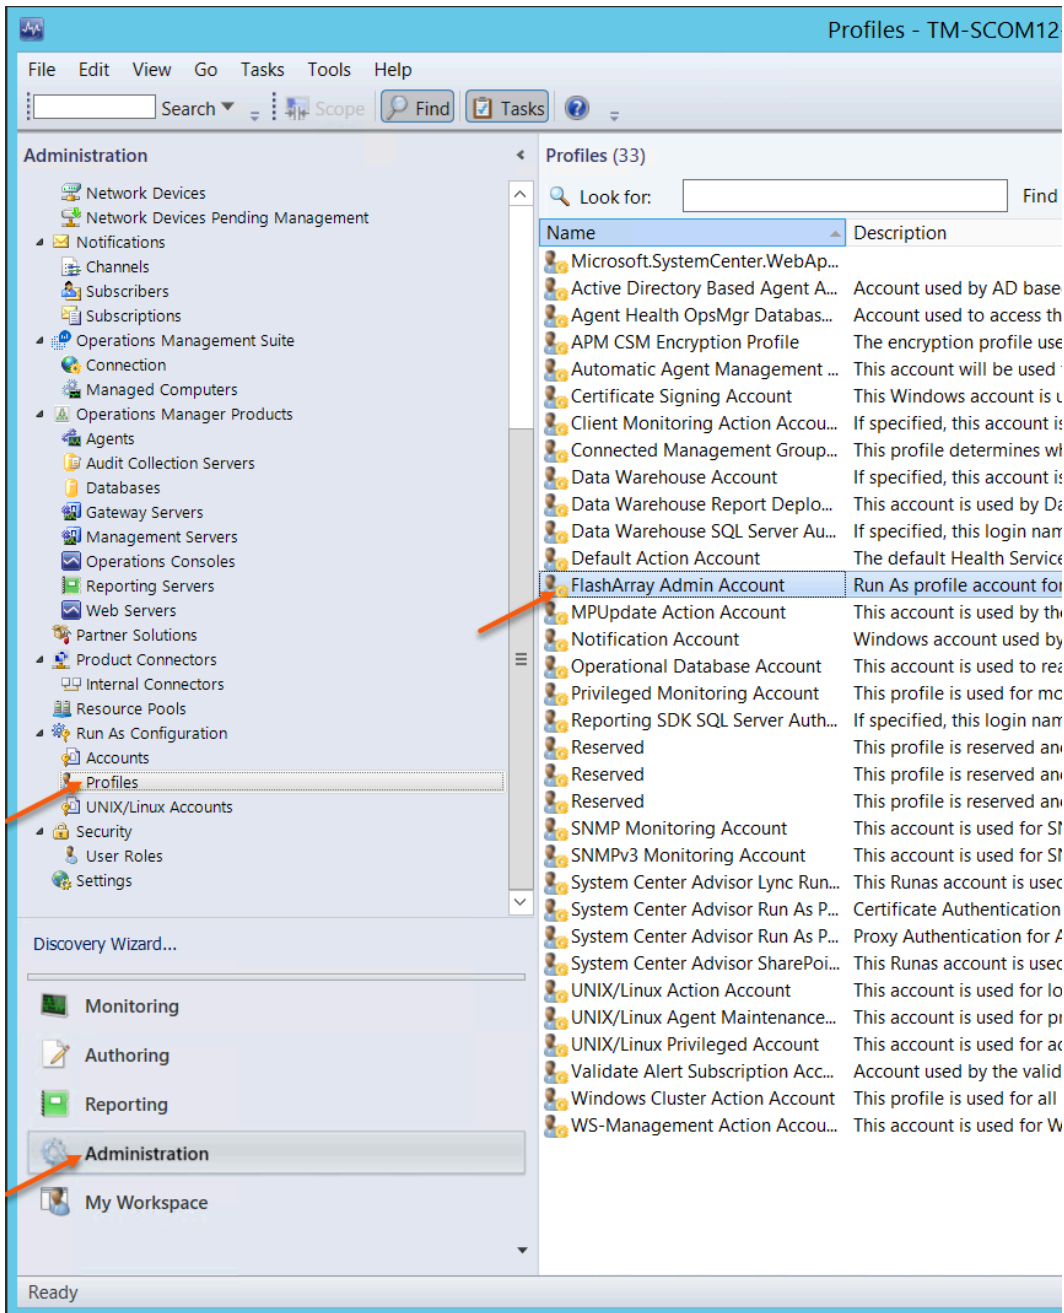 Profiles - TM-SCOM12-
File Edit View Go Tasks Tools Help
Search Scope Find Tasks
Administration
Network Devices
Network Devices Pending Management
Notifications
Channels
Subscribers
Subscriptions
Operations Management Suite
Connection
Managed Computers
Operations Manager Products
Agents
Audit Collection Servers
Databases
Gateway Servers
Management Servers
Operations Consoles
Reporting Servers
Web Servers
Partner Solutions
Product Connectors
Internal Connectors
Resource Pools
Run As Configuration
Accounts
Profiles
UNIX/Linux Accounts
Security
User Roles
Settings
Discovery Wizard...
Monitoring
Authoring
Reporting
Administration
My Workspace
Profiles (33)
Look for: Find
Name Description
Microsoft.SystemCenter.WebAp...
Active Directory Based Agent A... Account used by AD base
Agent Health OpsMgr Databas... Account used to access th
APM CSM Encryption Profile The encryption profile use
Automatic Agent Management ... This account will be used
Certificate Signing Account This Windows account is u
Client Monitoring Action Accou... If specified, this account is
Connected Management Group... This profile determines wh
Data Warehouse Account If specified, this account is
Data Warehouse Report Deplo... This account is used by Da
Data Warehouse SQL Server Au... If specified, this login nam
Default Action Account The default Health Service
FlashArray Admin Account Run As profile account for
MPUpdate Action Account This account is used by the
Notification Account Windows account used by
Operational Database Account This account is used to rea
Privileged Monitoring Account This profile is used for mo
Reporting SDK SQL Server Auth... If specified, this login nam
Reserved This profile is reserved and
Reserved This profile is reserved and
Reserved This profile is reserved and
SNMP Monitoring Account This account is used for SN
SNMPv3 Monitoring Account This account is used for SN
System Center Advisor Lync Run... This Runas account is used
System Center Advisor Run As P... Certificate Authentication
System Center Advisor Run As P... Proxy Authentication for A
System Center Advisor SharePoi... This Runas account is used
UNIX/Linux Action Account This account is used for lo
UNIX/Linux Agent Maintenance... This account is used for pr
UNIX/Linux Privileged Account This account is used for ac
Validate Alert Subscription Acc... Account used by the valid
Windows Cluster Action Account This profile is used for all
WS-Management Action Accou... This account is used for W
Ready